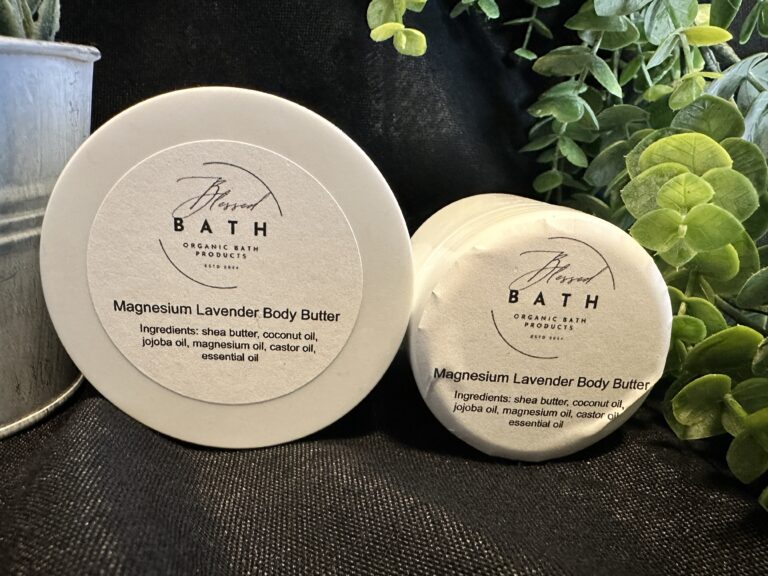 Blessed
BATH
ORGANIC BATH
PRODUCTS
ESTD 2024
Magnesium Lavender Body Butter
Ingredients: shea butter, coconut oil,
jojoba oil, magnesium oil, castor oil,
essential oil
Blessed
BATH
ORGANIC BATH
PRODUCTS
ESTD 2024
Magnesium Lavender Body Butter
Ingredients: shea butter, coconut oil,
jojoba oil, magnesium oil, castor oil,
essential oil